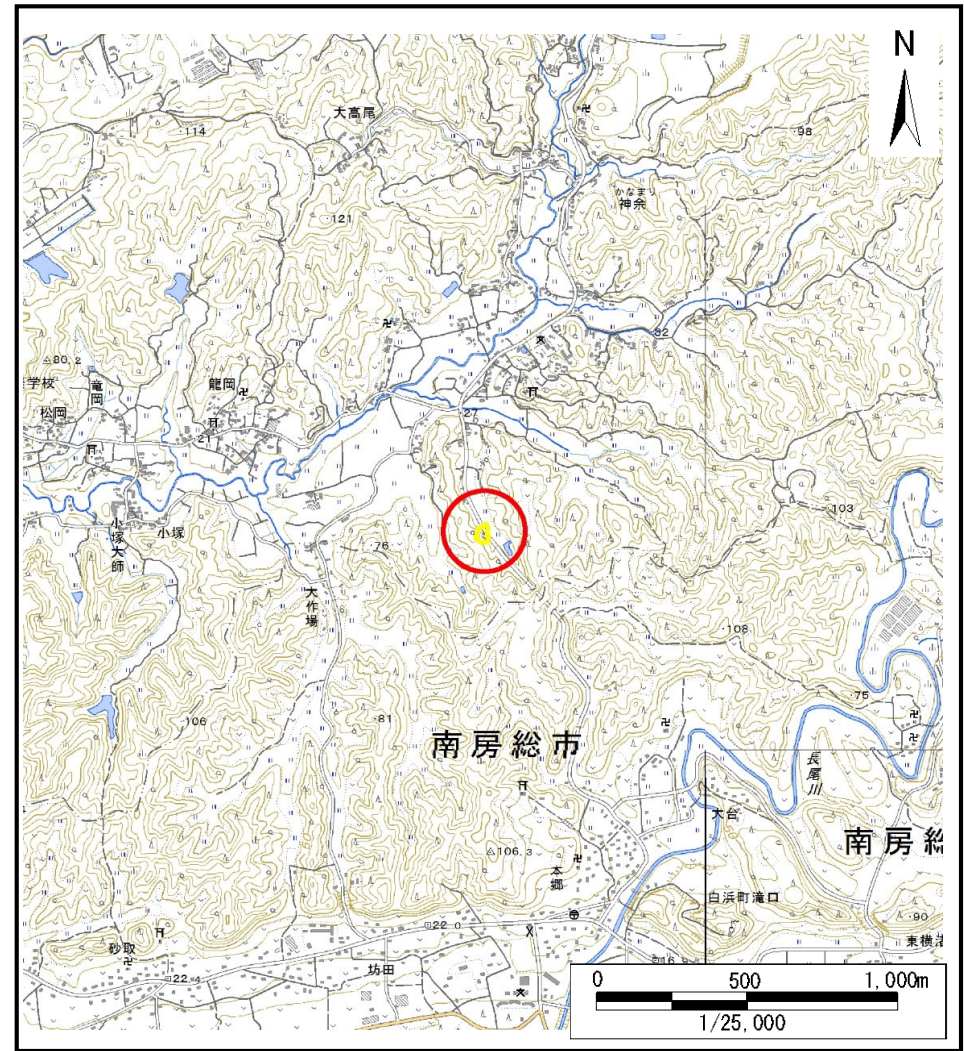 N
大高尾
・114
・98
かなまり
神余
・121
・82
△80.2
学校
竜岡
龍岡
松岡
27
21
・103
小塚大師
小塚
・76
大作場
・108
・75
106
・81
南房総市
長尾川
大台
南房総
△106.3
本郷
白浜町滝口
・90
22.0
東横渚
砂取
22.4
坊田
16.9
0 500 1,000m
1/25,000